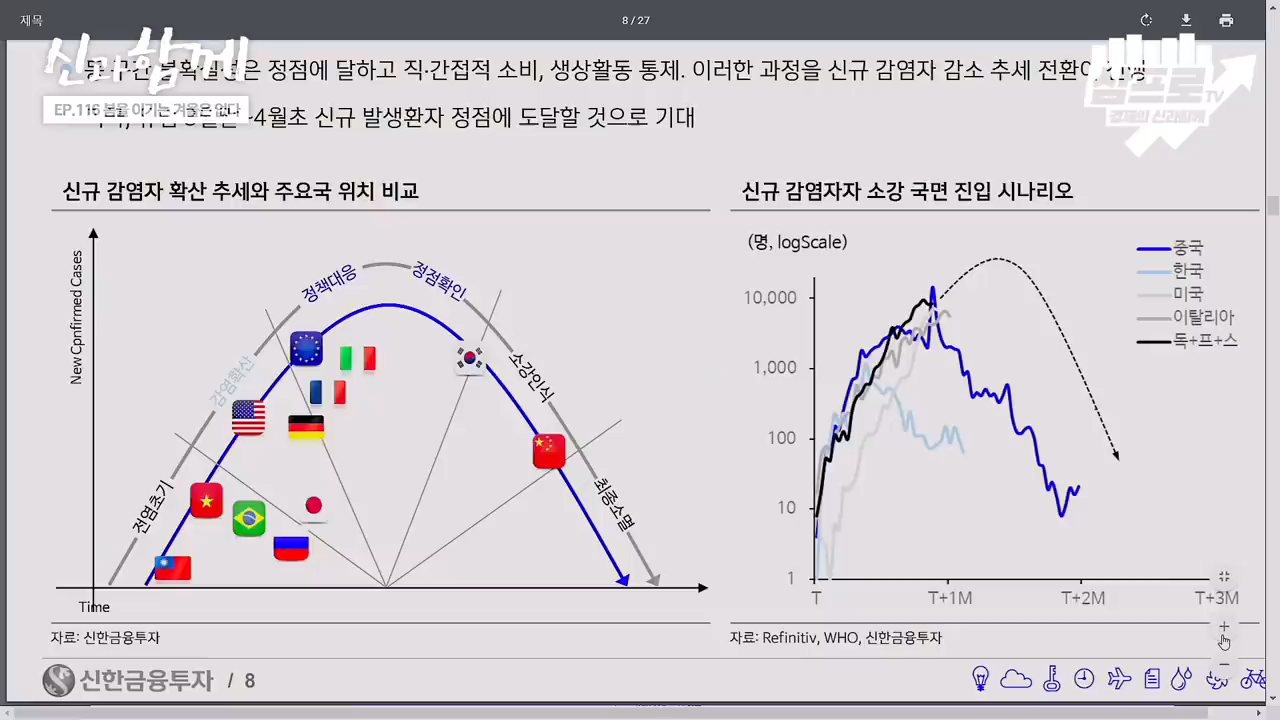 제목
8 / 27
신과함께
삼프로TV
경제의 신과함께
EP.116 봄을 이기는 겨울은 없다
정점에 달하고 직·간접적 소비, 생상활동 통제. 이러한 과정을 신규 감염자 감소 추세 전환이
~4월초 신규 발생환자 정점에 도달할 것으로 기대
신규 감염자 확산 추세와 주요국 위치 비교
New Cpnfirmed Cases
전염초기
감염확산
정책대응
정점확인
소강인식
최종소멸
Time
자료: 신한금융투자
신규 감염자자 소강 국면 진입 시나리오
(명, logScale)
중국
한국
미국
이탈리아
독+프+스
10,000
1,000
100
10
1
T
T+1M
T+2M
T+3M
자료: Refinitiv, WHO, 신한금융투자
신한금융투자 / 8